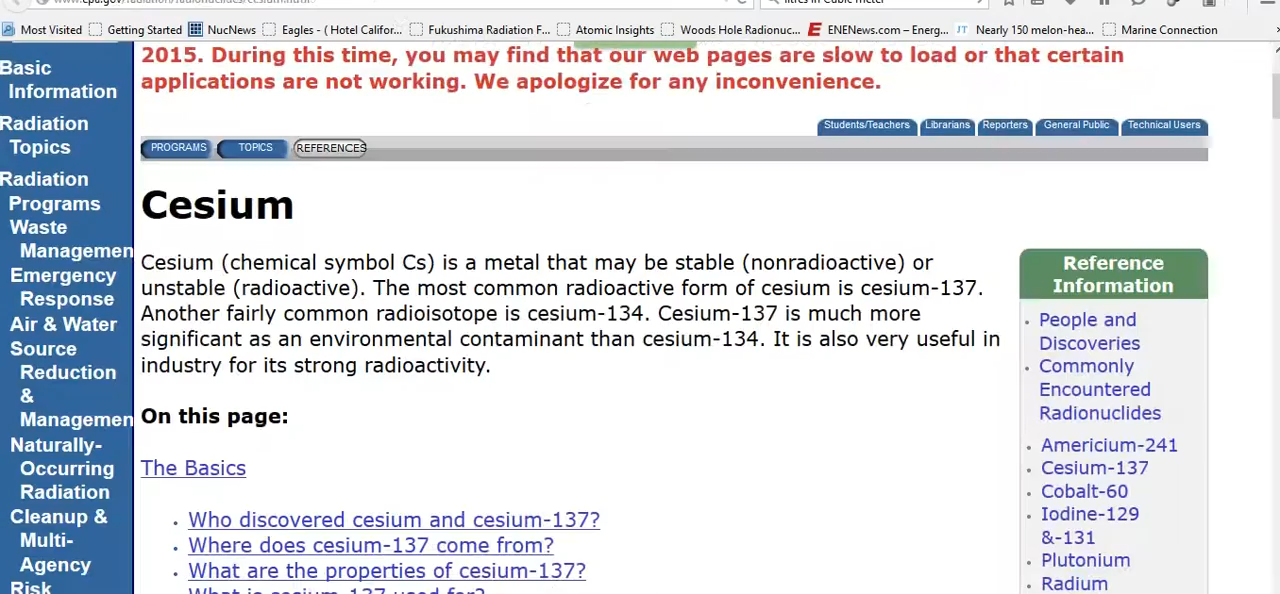 Most Visited Getting Started NucNews Eagles - ( Hotel Califor... Fukushima Radiation F... Atomic Insights Woods Hole Radionuc... ENENews.com – Energ... Nearly 150 melon-hea... Marine Connection
2015. During this time, you may find that our web pages are slow to load or that certain
applications are not working. We apologize for any inconvenience.
Students/Teachers Librarians Reporters General Public Technical Users
PROGRAMS TOPICS REFERENCES
Basic
Information
Radiation
Topics
Radiation
Programs
Waste
Managemen
Emergency
Response
Air & Water
Source
Reduction
&
Managemen
Naturally-
Occurring
Radiation
Cleanup &
Multi-
Agency
Risk
Cesium
Cesium (chemical symbol Cs) is a metal that may be stable (nonradioactive) or
unstable (radioactive). The most common radioactive form of cesium is cesium-137.
Another fairly common radioisotope is cesium-134. Cesium-137 is much more
significant as an environmental contaminant than cesium-134. It is also very useful in
industry for its strong radioactivity.
On this page:
The Basics
Who discovered cesium and cesium-137?
Where does cesium-137 come from?
What are the properties of cesium-137?
What is cesium-137 used for?
Reference
Information
People and
Discoveries
Commonly
Encountered
Radionuclides
Americium-241
Cesium-137
Cobalt-60
Iodine-129
&-131
Plutonium
Radium